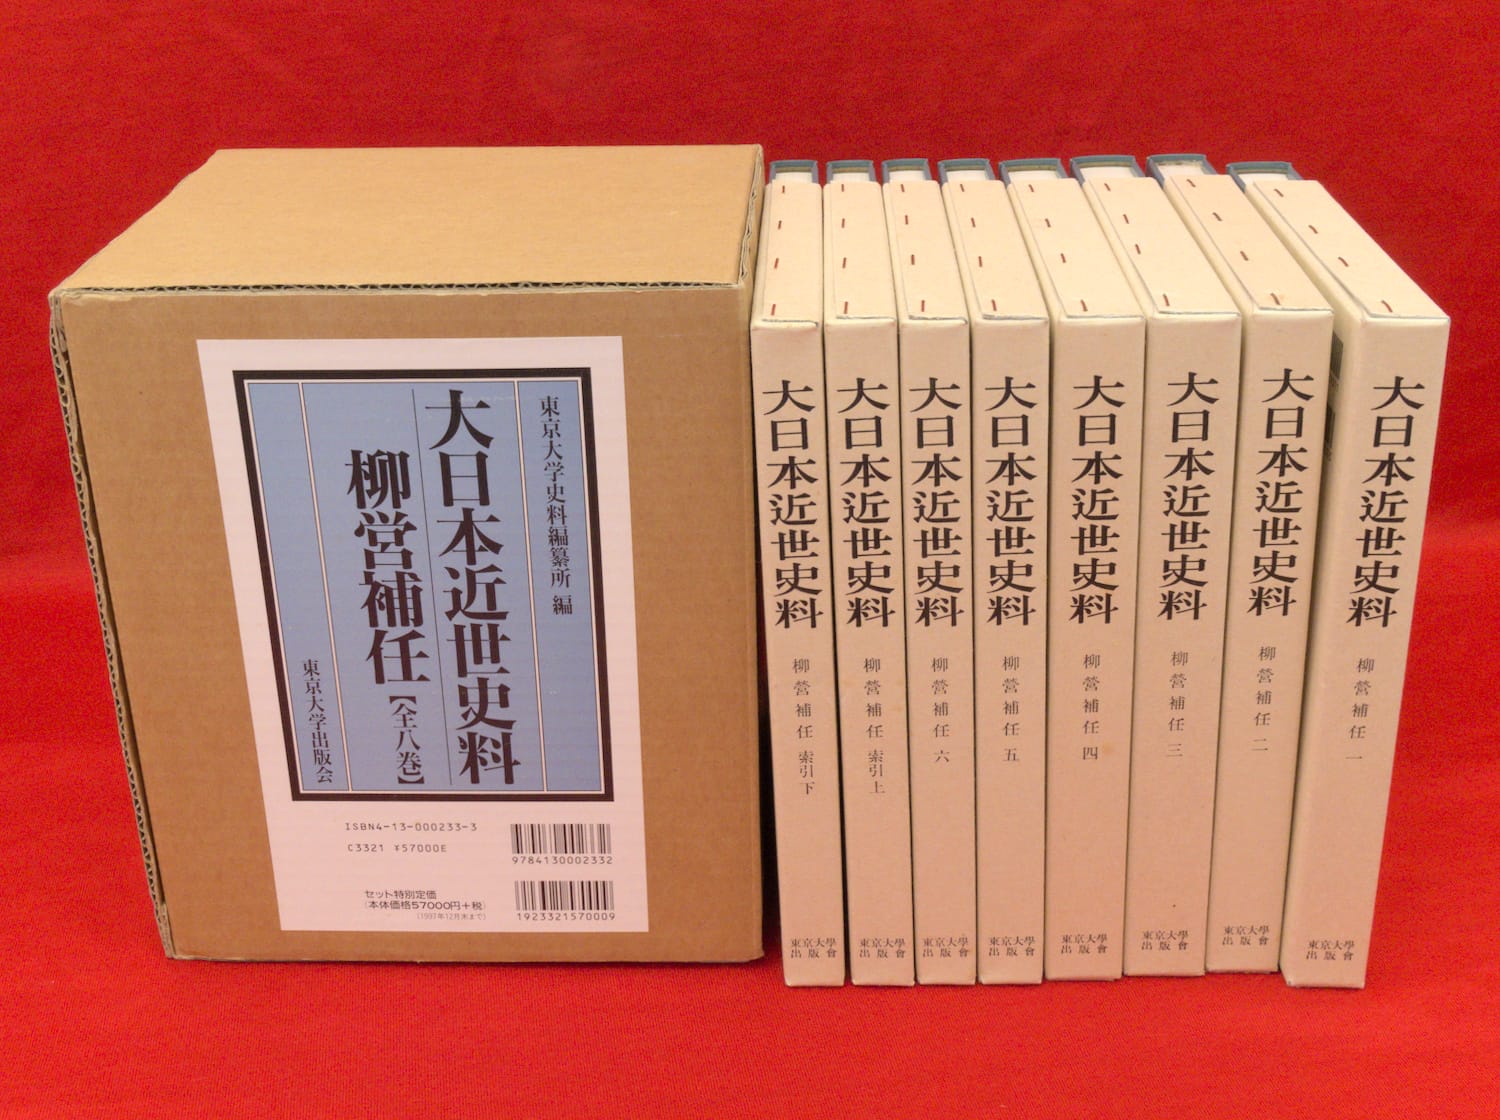 東京大学史料編纂所 編
大日本近世史料
柳営補任【全八巻】
東京大学出版会
ISBN4-13-000233-3
C3321 ¥57000E
9784130002332
セット特別定価
(本体価格57000円+税)
(1997年12月末まで)
1923321570009
大日本近世史料
柳營補任 索引下
東京大學
出版會
大日本近世史料
柳營補任 索引上
東京大學
出版會
大日本近世史料
柳營補任 六
東京大學
出版會
大日本近世史料
柳營補任 五
東京大學
出版會
大日本近世史料
柳營補任 四
東京大學
出版會
大日本近世史料
柳營補任 三
東京大學
出版會
大日本近世史料
柳營補任 二
東京大學
出版會
大日本近世史料
柳營補任 一
東京大學
出版會